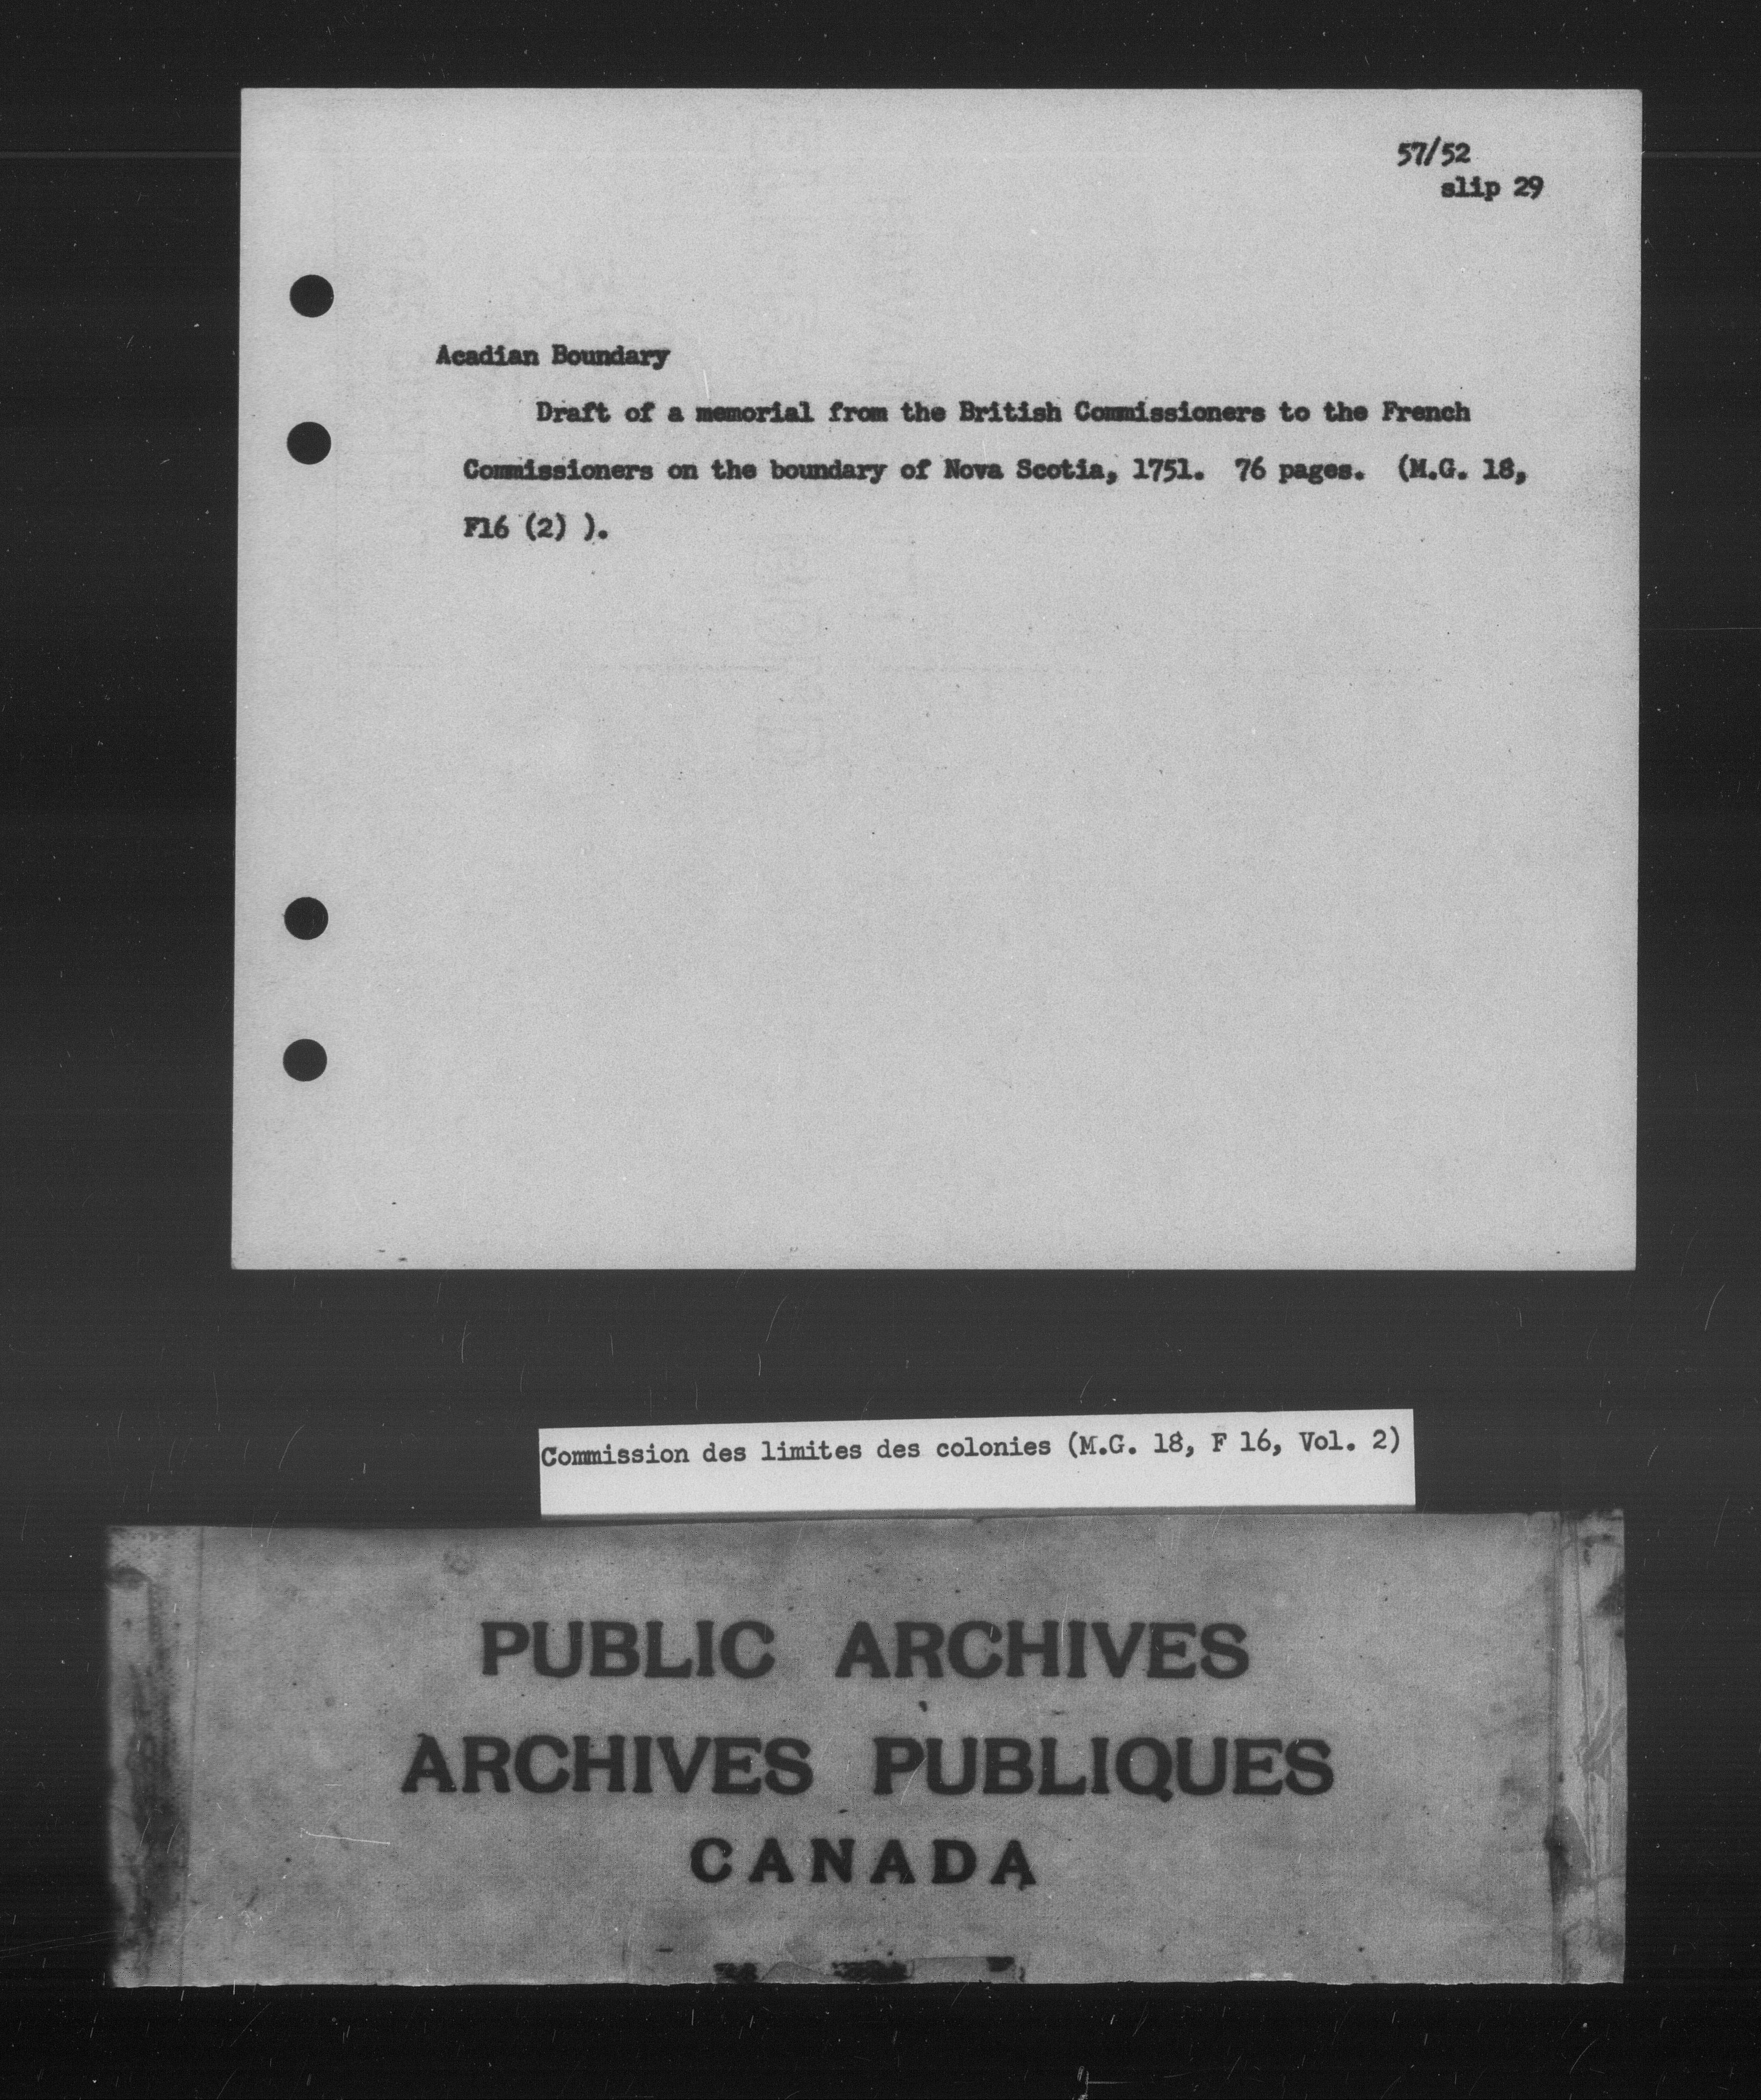 57/52
slip 29
Acadian Boundary
Draft of a memorial from the British Commissioners to the French
Commissioners on the boundary of Nova Scotia, 1751. 76 pages. (M.G. 18,
F16 (2) ).
Commission des limites des colonies (M.G. 18, F 16, Vol. 2)
PUBLIC ARCHIVES
ARCHIVES PUBLIQUES
CANADA